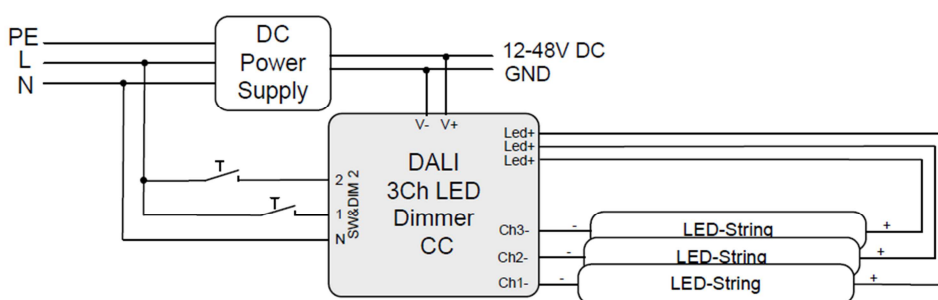 PE
L
N
DC
Power
Supply
12-48V DC
GND
V- V+
DALI
3Ch LED
Dimmer
CC
Led+
Led+
Led+
T
T
2
1
N
SW&DIM 2
Ch3-
Ch2-
Ch1-
- LED-String +
- LED-String +
- LED-String +